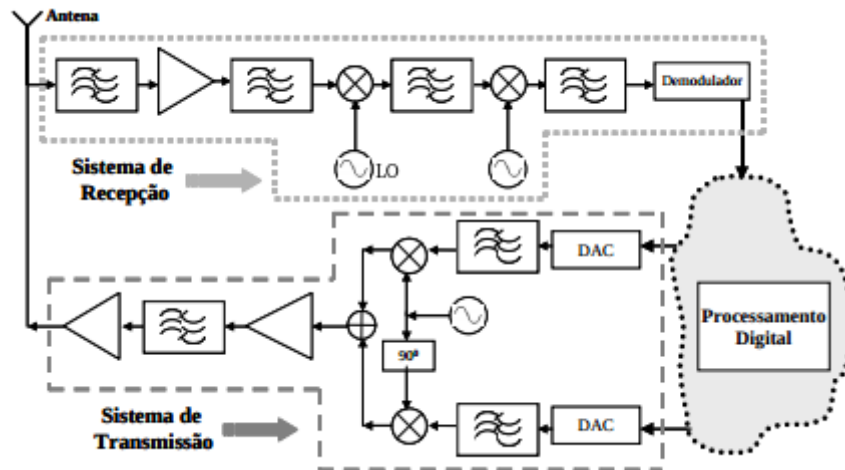 Antena
Demodulador
LO
Sistema de
Recepção
DAC
90º
Processamento
Digital
Sistema de
Transmissão
DAC